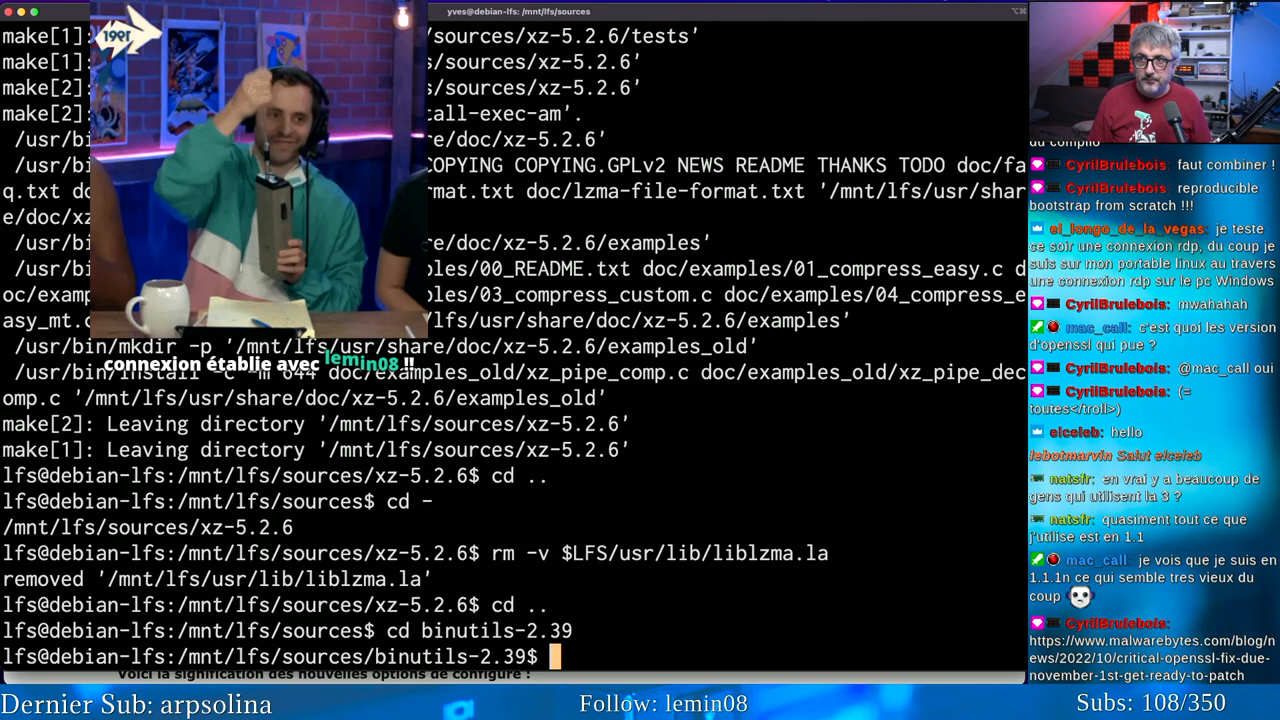 yves@debian-lfs: /mnt/lfs/sources
19er
make[1]: /sources/xz-5.2.6/tests'
make[1]: /sources/xz-5.2.6'
make[2]: /sources/xz-5.2.6'
make[2]: tall-exec-am'.
/usr/bin re/doc/xz-5.2.6'
/usr/bi COPYING COPYING.GPLv2 NEWS README THANKS TODO doc/fa
q.txt do rmat.txt doc/lzma-file-format.txt '/mnt/lfs/usr/shar
e/doc/xz
/usr/bi re/doc/xz-5.2.6/examples'
/usr/bi ples/00_README.txt doc/examples/01_compress_easy.c d
oc/examp les/03_compress_custom.c doc/examples/04_compress_e
asy_mt.c lfs/usr/share/doc/xz-5.2.6/examples'
/usr/bin/mkdir -p '/mnt/lfs/usr/share/doc/xz-5.2.6/examples_old'
connexion établie avec lemin08 !!
/usr/bin/install -c -m 644 doc/examples_old/xz_pipe_comp.c doc/examples_old/xz_pipe_dec
omp.c '/mnt/lfs/usr/share/doc/xz-5.2.6/examples_old'
make[2]: Leaving directory '/mnt/lfs/sources/xz-5.2.6'
make[1]: Leaving directory '/mnt/lfs/sources/xz-5.2.6'
lfs@debian-lfs:/mnt/lfs/sources/xz-5.2.6$ cd ..
lfs@debian-lfs:/mnt/lfs/sources$ cd -
/mnt/lfs/sources/xz-5.2.6
lfs@debian-lfs:/mnt/lfs/sources/xz-5.2.6$ rm -v $LFS/usr/lib/liblzma.la
removed '/mnt/lfs/usr/lib/liblzma.la'
lfs@debian-lfs:/mnt/lfs/sources/xz-5.2.6$ cd ..
lfs@debian-lfs:/mnt/lfs/sources$ cd binutils-2.39
lfs@debian-lfs:/mnt/lfs/sources/binutils-2.39$
Voici la signification des nouvelles options de configure :
CyrilBrulebois: faut combiner !
CyrilBrulebois: reproducible
bootstrap from scratch !!!
el_longo_de_la_vegas: je teste
ce soir une connexion rdp, du coup je
suis sur mon portable linux au travers
une connexion rdp sur le pc Windows
CyrilBrulebois: mwahahah
mac_call: c'est quoi les version
d'openssl qui pue ?
CyrilBrulebois: @mac_call oui
CyrilBrulebois: (=
toutes</troll>)
elceleb: hello
lebotmarvin Salut elceleb
natsfr: en vrai y a beaucoup de
gens qui utilisent la 3 ?
natsfr: quasiment tout ce que
j'utilise est en 1.1
mac_call: je vois que je suis en
1.1.1n ce qui semble tres vieux du
coup
CyrilBrulebois:
https://www.malwarebytes.com/blog/n
ews/2022/10/critical-openssl-fix-due-
november-1st-get-ready-to-patch
Dernier Sub: arpsolina
Follow: lemin08
Subs: 108/350